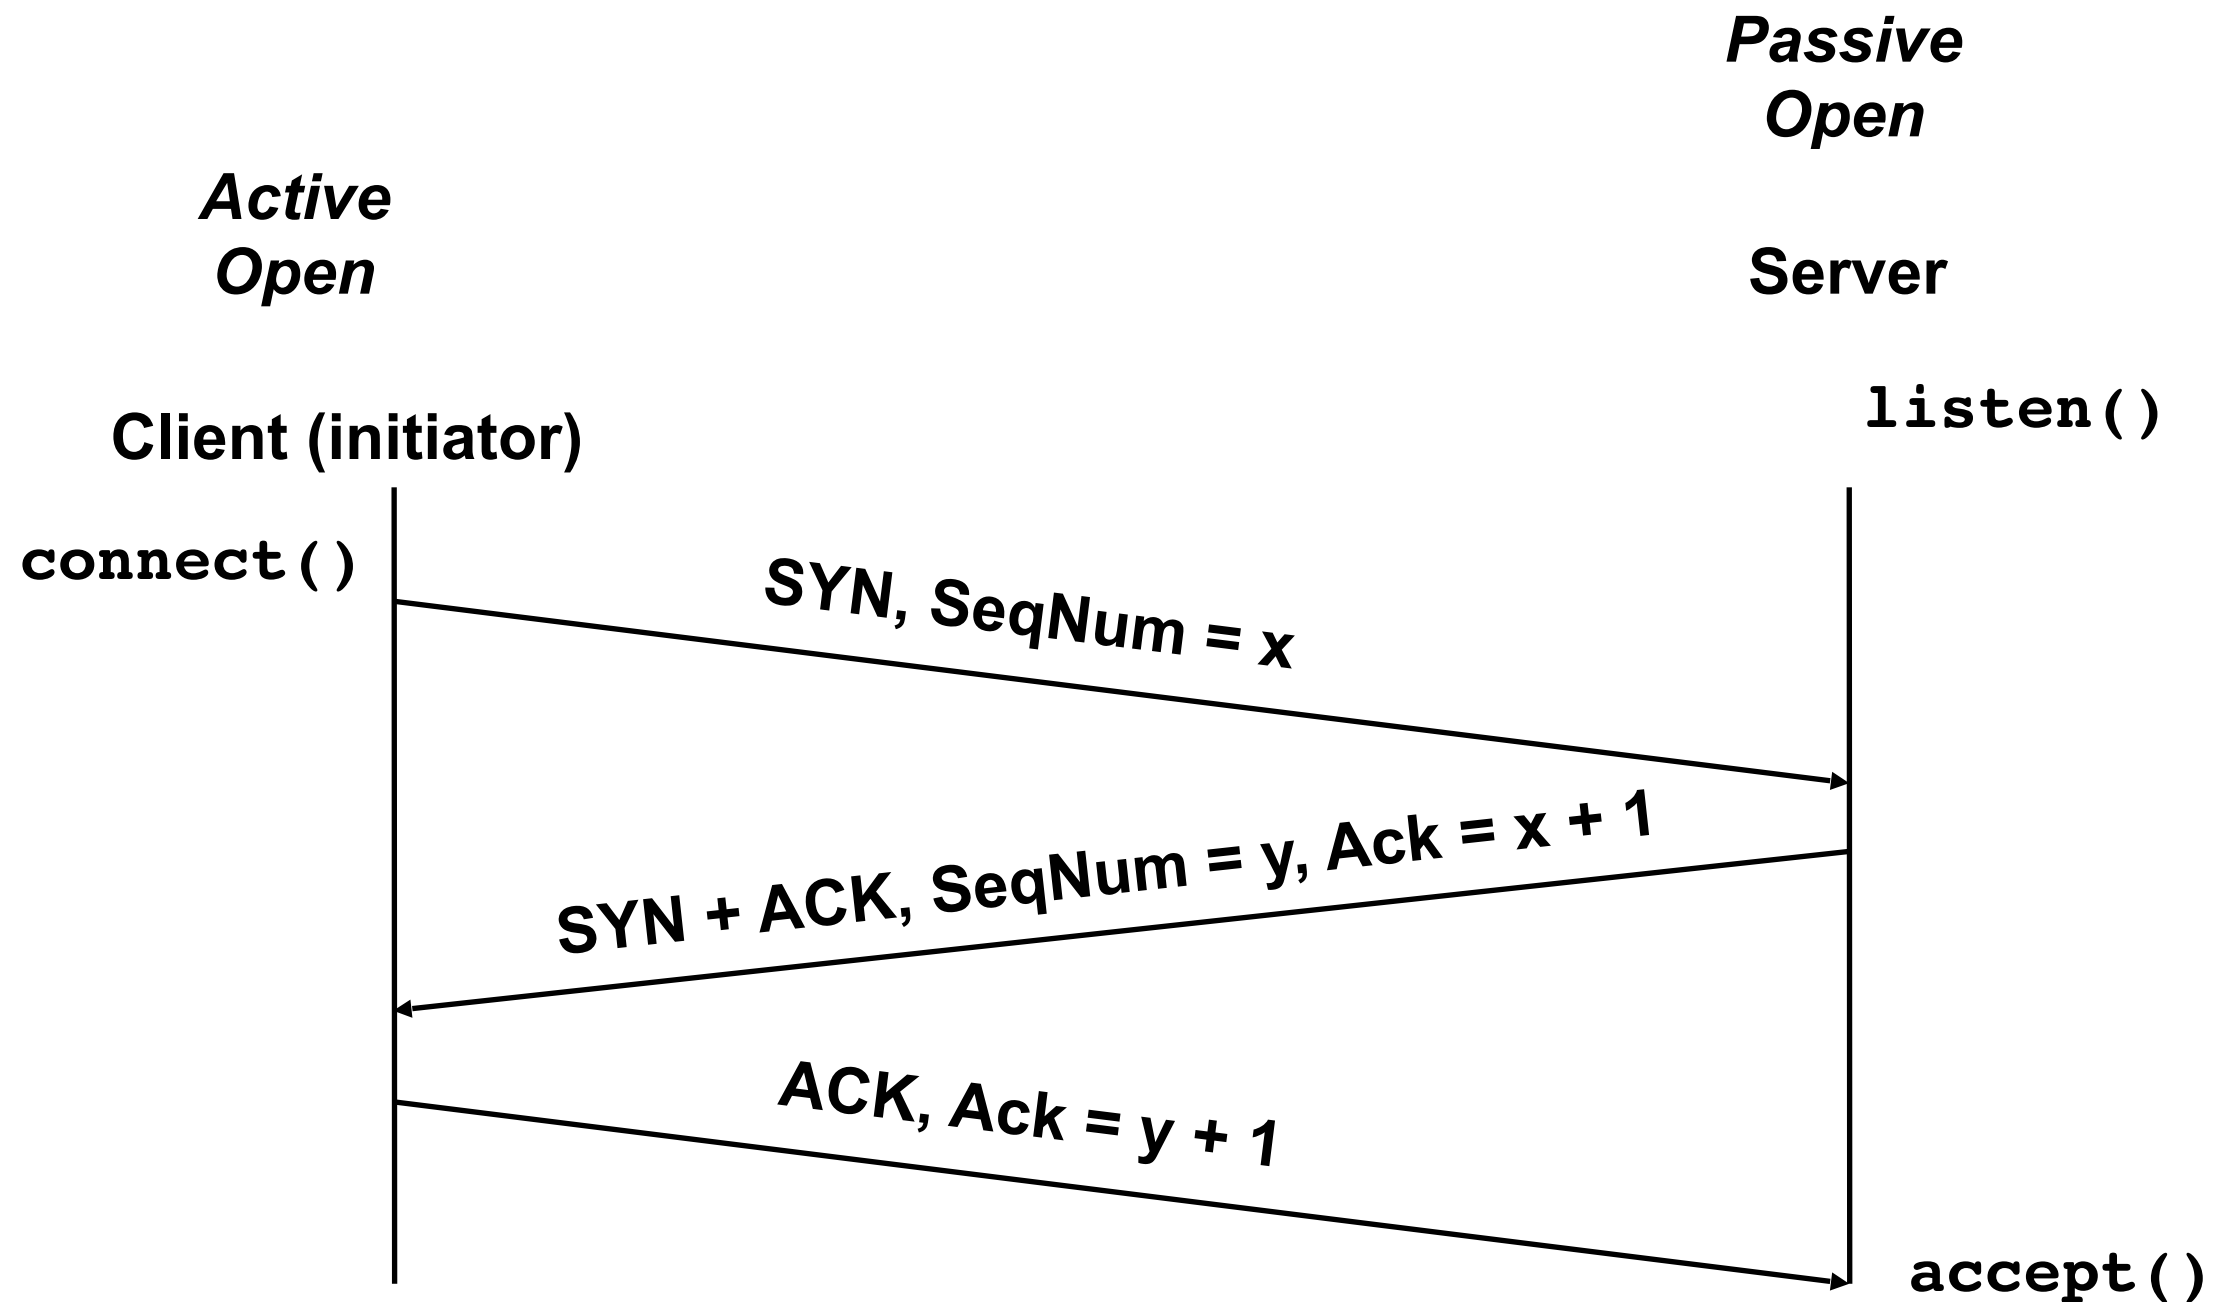 Passive
Open
Active
Open
Server
Client (initiator)
listen()
connect()
SYN, SeqNum = x
SYN + ACK, SeqNum = y, Ack = x + 1
ACK, Ack = y + 1
accept()